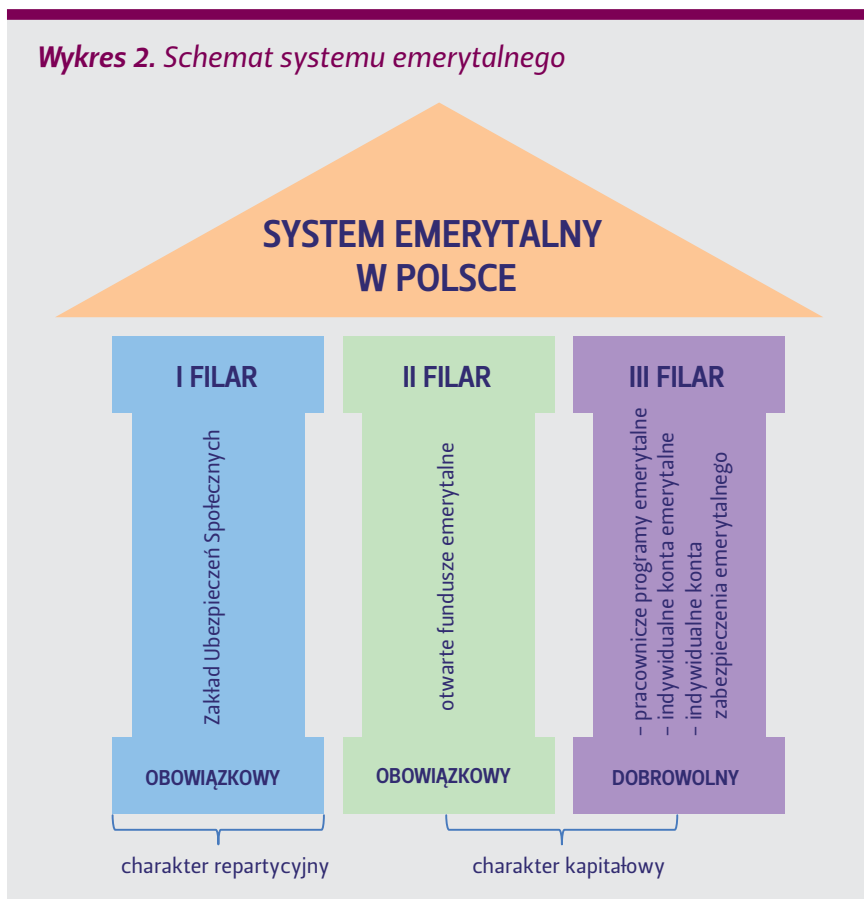 Wykres 2. Schemat systemu emerytalnego
SYSTEM EMERYTALNY
W POLSCE
I FILAR
Zakład Ubezpieczeń Społecznych
OBOWIĄZKOWY
II FILAR
otwarte fundusze emerytalne
OBOWIĄZKOWY
III FILAR
– pracownicze programy emerytalne
– indywidualne konta emerytalne
– indywidualne konta
zabezpieczenia emerytalnego
DOBROWOLNY
charakter repartycyjny
charakter kapitałowy